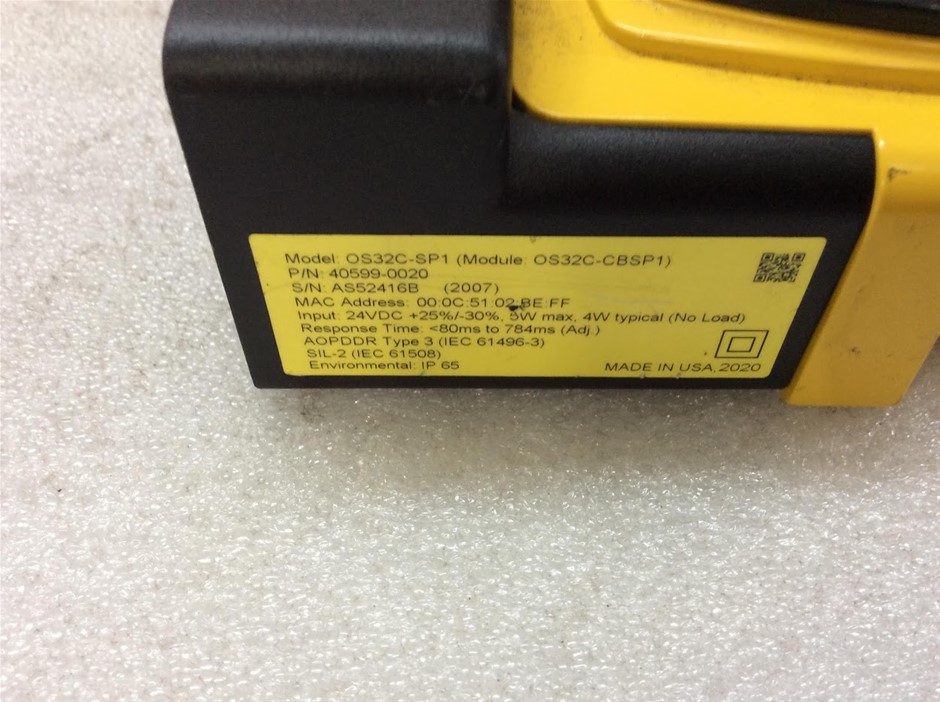 Model: OS32C-SP1 (Module: OS32C-CBSP1)
P/N: 40599-0020
S/N: AS52416B (2007)
MAC Address: 00:0C:51:02:BE:FF
Input: 24VDC +25%/-30%, 5W max, 4W typical (No Load)
Response Time: <80ms to 784ms (Adj.)
AOPDDR Type 3 (IEC 61496-3)
SIL-2 (IEC 61508)
Environmental: IP 65
MADE IN USA, 2020